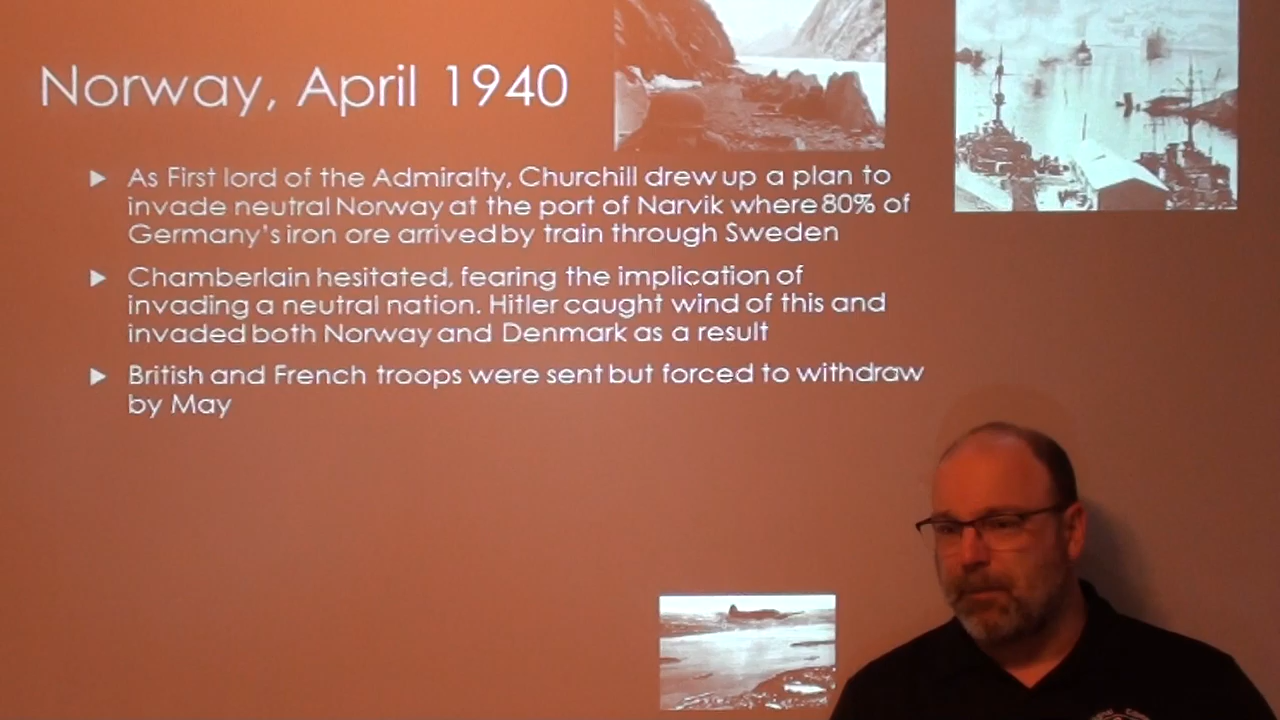 Norway, April 1940
As First lord of the Admiralty, Churchill drew up a plan to
invade neutral Norway at the port of Narvik where 80% of
Germany's iron ore arrived by train through Sweden
Chamberlain hesitated, fearing the implication of
invading a neutral nation. Hitler caught wind of this and
invaded both Norway and Denmark as a result
British and French troops were sent but forced to withdraw
by May